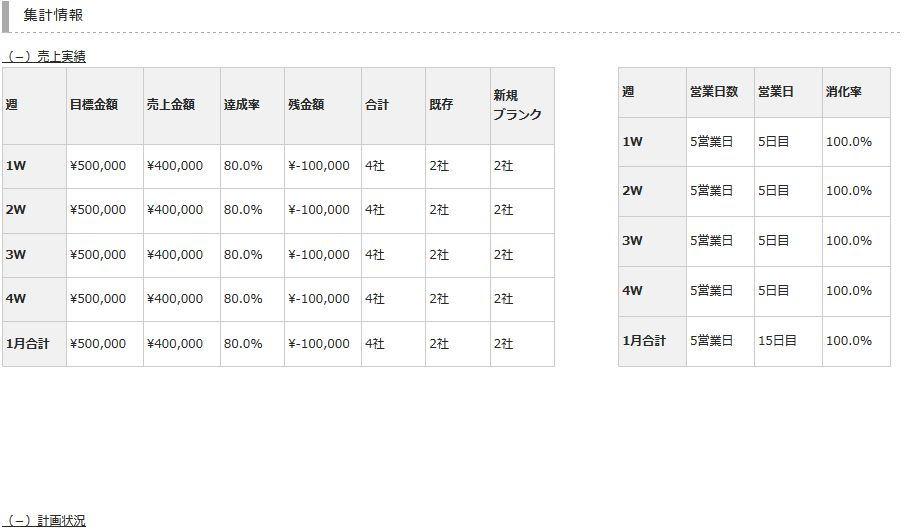 集計情報
（－）売上実績
週 目標金額 売上金額 達成率 残金額 合計 既存 新規
ブランク
1W ¥500,000 ¥400,000 80.0% ¥-100,000 4社 2社 2社
2W ¥500,000 ¥400,000 80.0% ¥-100,000 4社 2社 2社
3W ¥500,000 ¥400,000 80.0% ¥-100,000 4社 2社 2社
4W ¥500,000 ¥400,000 80.0% ¥-100,000 4社 2社 2社
1月合計 ¥500,000 ¥400,000 80.0% ¥-100,000 4社 2社 2社
週 営業日数 営業日 消化率
1W 5営業日 5日目 100.0%
2W 5営業日 5日目 100.0%
3W 5営業日 5日目 100.0%
4W 5営業日 5日目 100.0%
1月合計 5営業日 15日目 100.0%
（－）計画状況